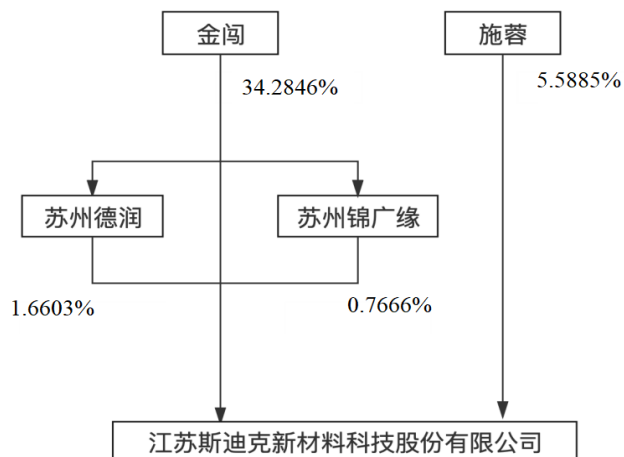 金闯
施蓉
34.2846%
5.5885%
苏州德润
苏州锦广缘
1.6603%
0.7666%
江苏斯迪克新材料科技股份有限公司